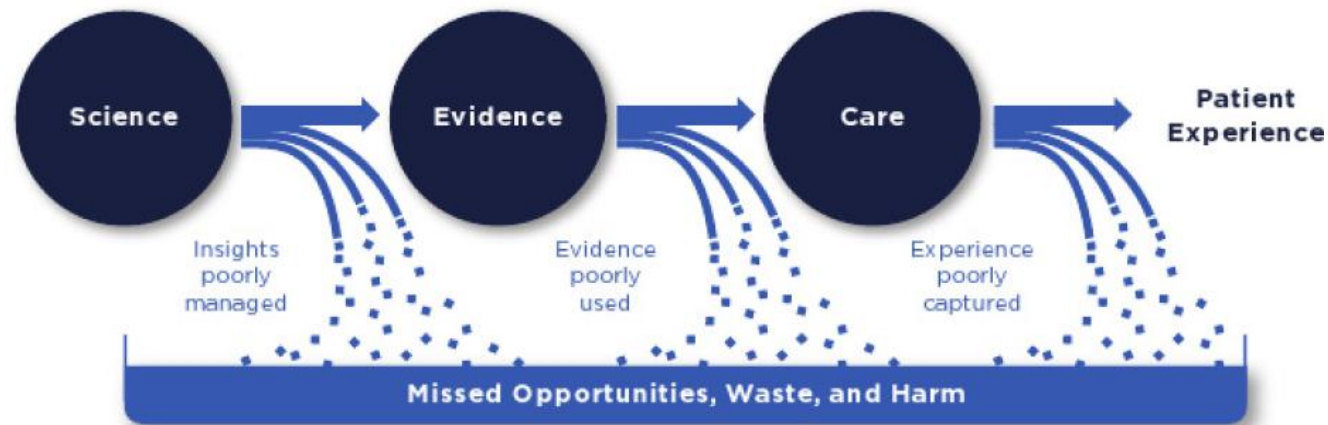 Science
Evidence
Care
Patient
Experience
Insights
poorly
managed
Evidence
poorly
used
Experience
poorly
captured
Missed Opportunities, Waste, and Harm